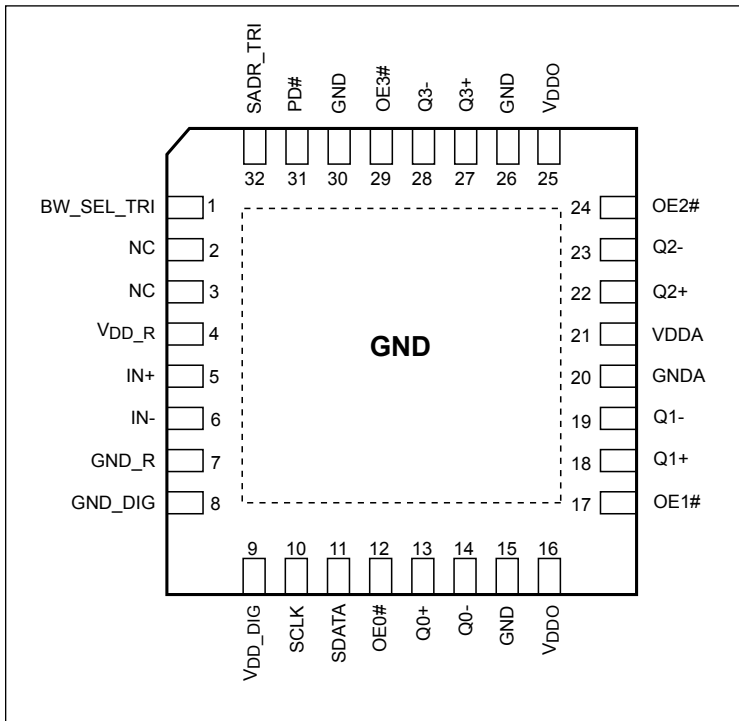 SADR_TRI
PD#
GND
OE3#
Q3-
Q3+
GND
VDDO
32 31 30 29 28 27 26 25
BW_SEL_TRI 1
NC 2
NC 3
VDD_R 4
IN+ 5
IN- 6
GND_R 7
GND_DIG 8
GND
24 OE2#
23 Q2-
22 Q2+
21 VDDA
20 GNDA
19 Q1-
18 Q1+
17 OE1#
9 10 11 12 13 14 15 16
VDD_DIG
SCLK
SDATA
OE0#
Q0+
Q0-
GND
VDDO